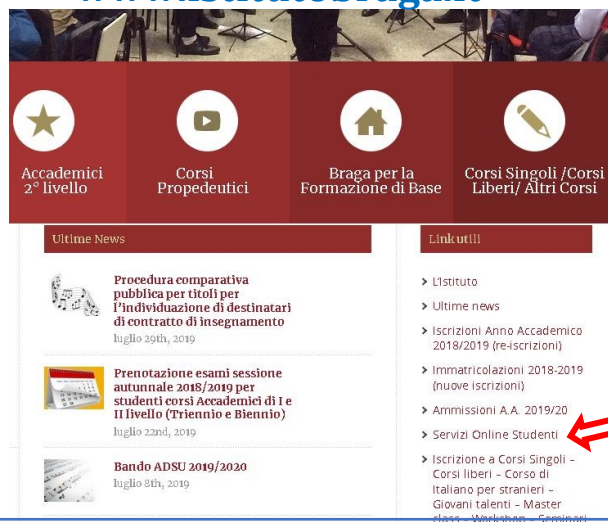 Accademici
2° livello
Corsi
Propedeutici
Braga per la
Formazione di Base
Corsi Singoli /Corsi
Liberi/ Altri Corsi
Ultime News
Procedura comparativa
pubblica per titoli per
l'individuazione di destinatari
di contratto di insegnamento
luglio 29th, 2019
Prenotazione esami sessione
autunnale 2018/2019 per
studenti corsi Accademici di I e
II livello (Triennio e Biennio)
luglio 22nd, 2019
Bando ADSU 2019/2020
luglio 8th, 2019
Link utili
L'Istituto
Ultime news
Iscrizioni Anno Accademico
2018/2019 (re-iscrizioni)
Immatricolazioni 2018-2019
(nuove iscrizioni)
Ammissioni A.A. 2019/20
Servizi Online Studenti
Iscrizione a Corsi Singoli –
Corsi liberi – Corso di
Italiano per stranieri –
Giovani talenti – Master
class – Workshop – Seminari